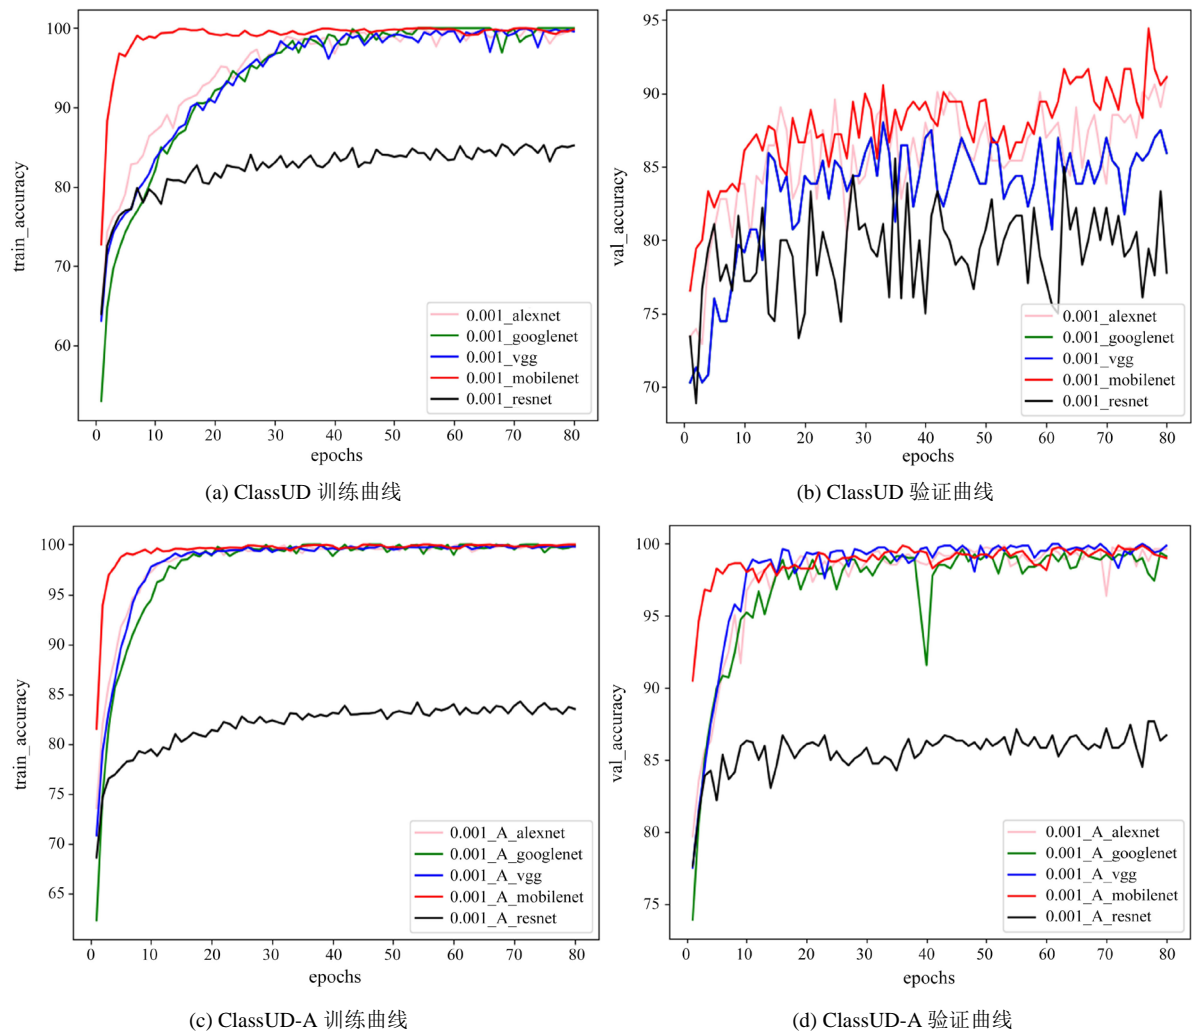 train_accuracy
100
90
80
70
60
0.001_alexnet
0.001_googlenet
0.001_vgg
0.001_mobilenet
0.001_resnet
0 10 20 30 40 50 60 70 80
epochs
(a) ClassUD 训练曲线
val_accuracy
95
90
85
80
75
70
0.001_alexnet
0.001_googlenet
0.001_vgg
0.001_mobilenet
0.001_resnet
0 10 20 30 40 50 60 70 80
epochs
(b) ClassUD 验证曲线
train_accuracy
100
95
90
85
80
75
70
65
0.001_A_alexnet
0.001_A_googlenet
0.001_A_vgg
0.001_A_mobilenet
0.001_A_resnet
0 10 20 30 40 50 60 70 80
epochs
(c) ClassUD-A 训练曲线
val_accuracy
100
95
90
85
80
75
0.001_A_alexnet
0.001_A_googlenet
0.001_A_vgg
0.001_A_mobilenet
0.001_A_resnet
0 10 20 30 40 50 60 70 80
epochs
(d) ClassUD-A 验证曲线